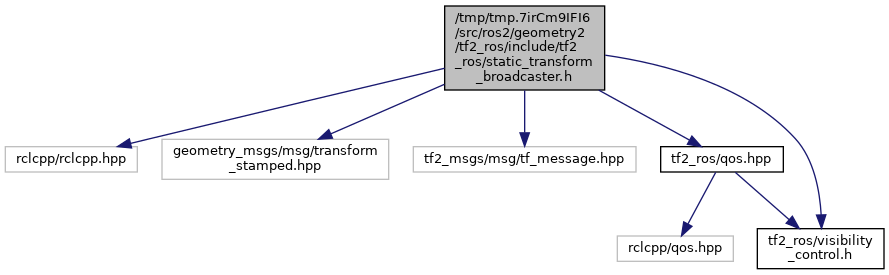 /tmp/tmp.7irCm9IFI6
/src/ros2/geometry2
/tf2_ros/include/tf2
_ros/static_transform
_broadcaster.h
rclcpp/rclcpp.hpp
geometry_msgs/msg/transform
_stamped.hpp
tf2_msgs/msg/tf_message.hpp
tf2_ros/qos.hpp
rclcpp/qos.hpp
tf2_ros/visibility
_control.h